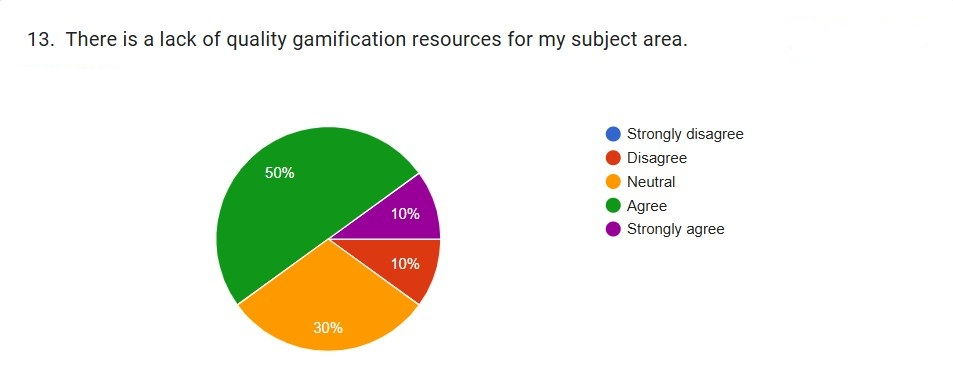 13. There is a lack of quality gamification resources for my subject area.
Strongly disagree
Disagree
Neutral
Agree
Strongly agree
50%
10%
10%
30%